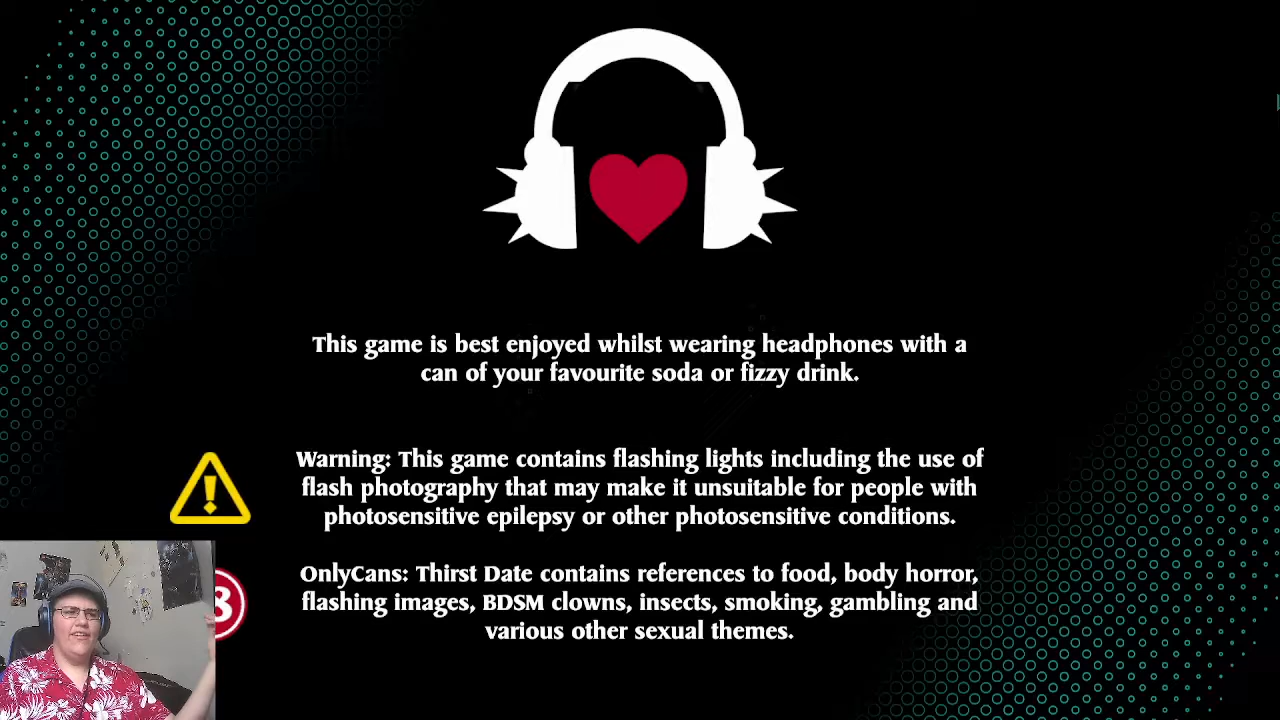 This game is best enjoyed whilst wearing headphones with a
can of your favourite soda or fizzy drink.
Warning: This game contains flashing lights including the use of
flash photography that may make it unsuitable for people with
photosensitive epilepsy or other photosensitive conditions.
OnlyCans: Thirst Date contains references to food, body horror,
flashing images, BDSM clowns, insects, smoking, gambling and
various other sexual themes.